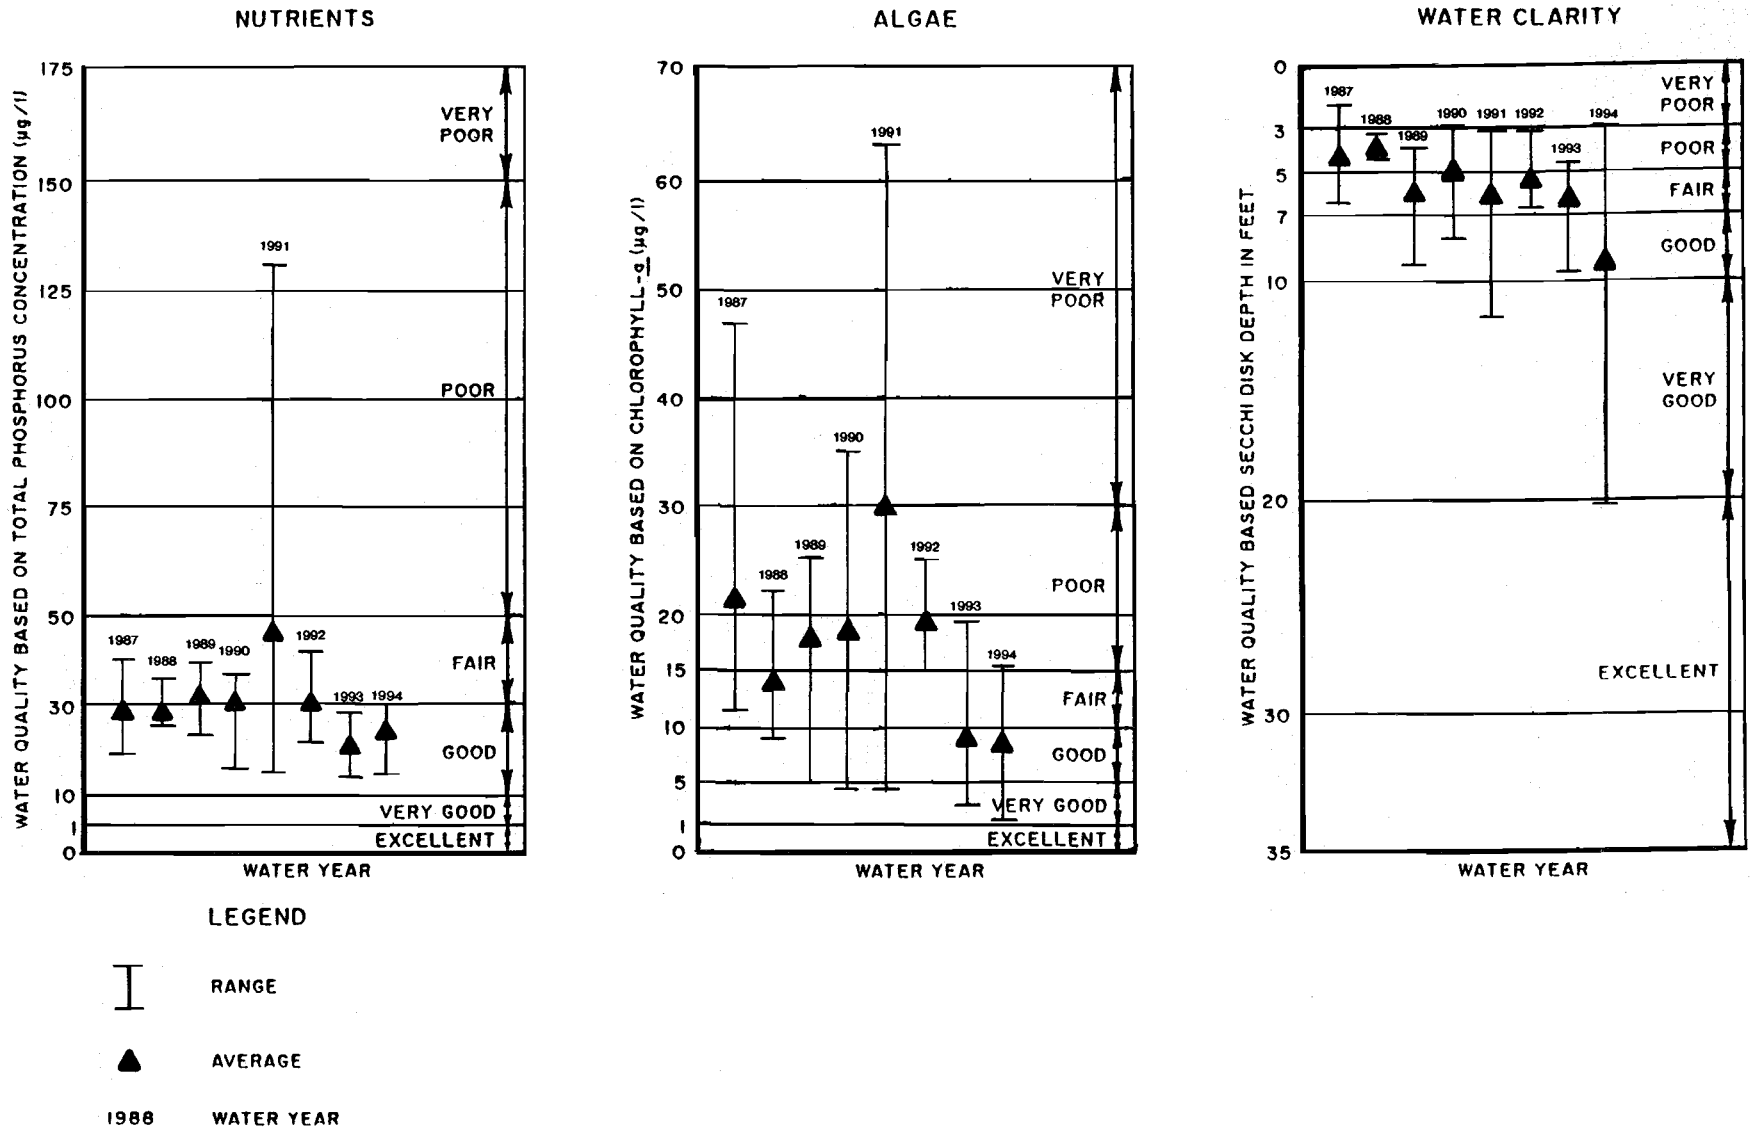 NUTRIENTS
WATER QUALITY BASED ON TOTAL PHOSPHORUS CONCENTRATION (µg/l)
175
150
125
100
75
50
30
10
1
0
VERY
POOR
POOR
FAIR
GOOD
VERY GOOD
EXCELLENT
1987
1988
1989
1990
1991
1992
1993
1994
WATER YEAR
ALGAE
WATER QUALITY BASED ON CHLOROPHYLL-a (µg/l)
70
60
50
40
30
20
15
10
5
1
0
VERY
POOR
POOR
FAIR
GOOD
VERY GOOD
EXCELLENT
1987
1988
1989
1990
1991
1992
1993
1994
WATER YEAR
WATER CLARITY
WATER QUALITY BASED SECCHI DISK DEPTH IN FEET
0
3
5
7
10
20
30
35
VERY
POOR
POOR
FAIR
GOOD
VERY
GOOD
EXCELLENT
1987
1988
1989
1990
1991
1992
1993
1994
WATER YEAR
LEGEND
RANGE
AVERAGE
1988 WATER YEAR